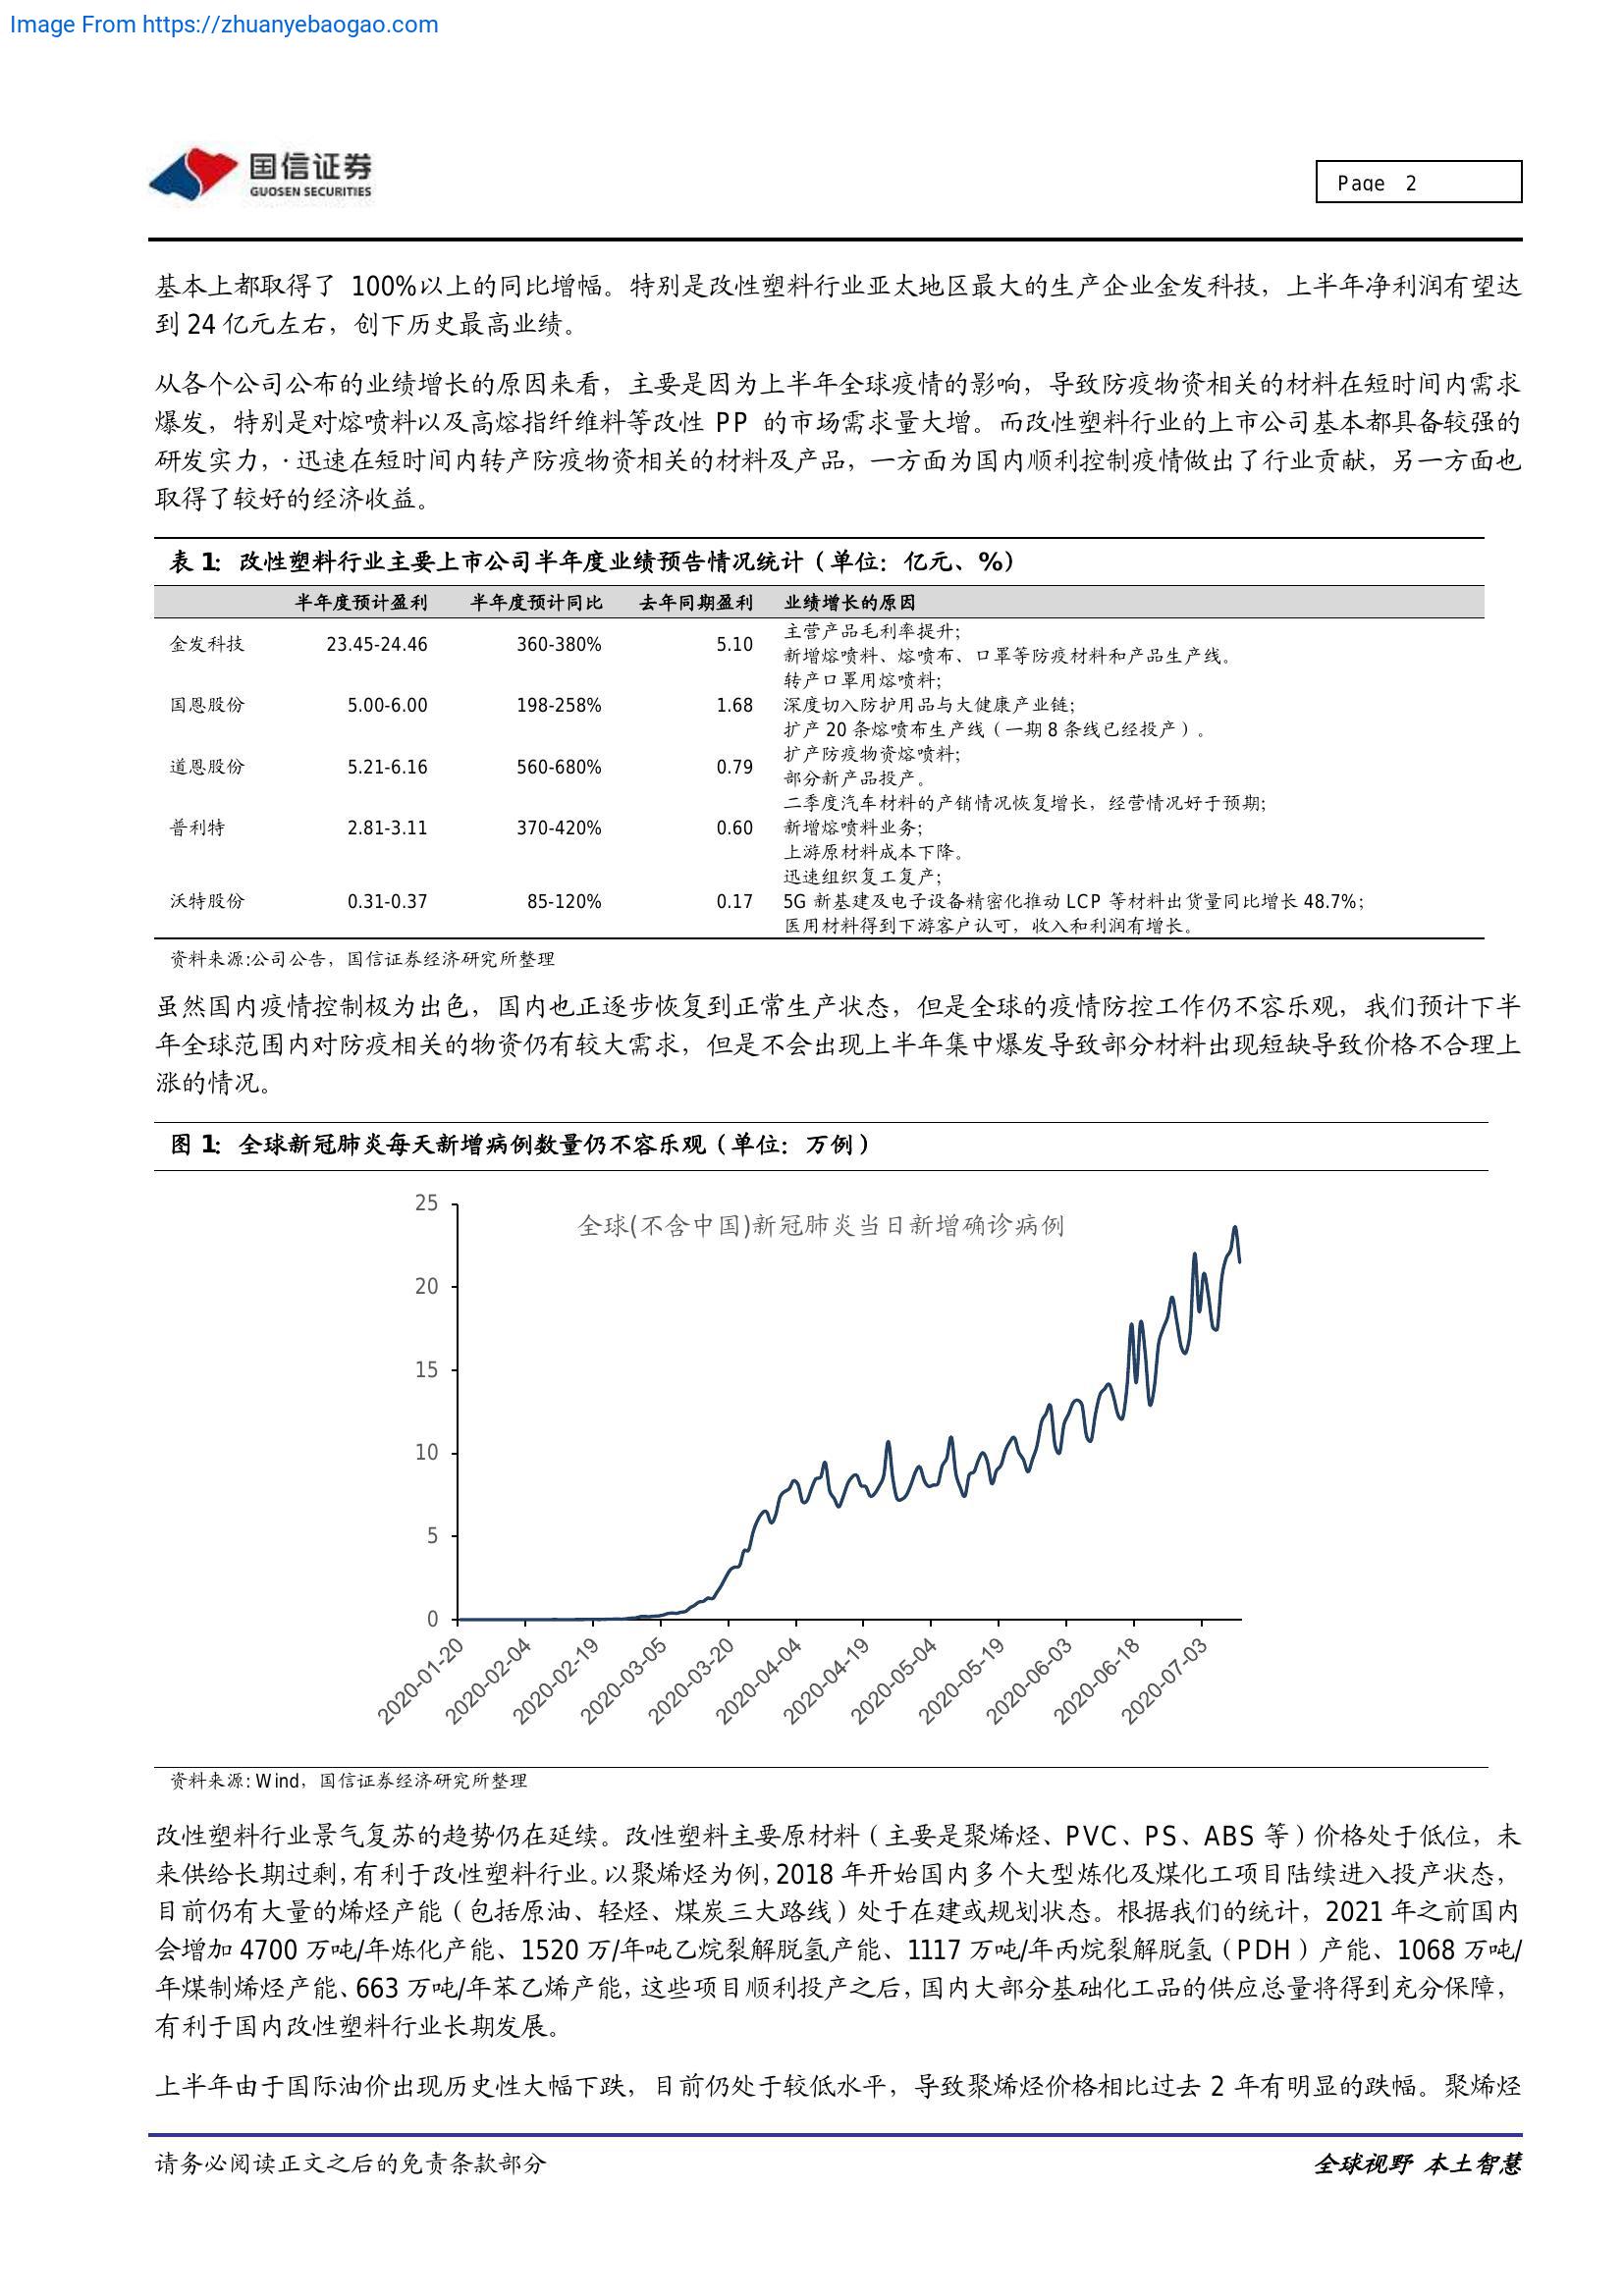 Image From https://zhuanyebaogao.com
国信证券
GUOSEN SECURITIES
Page 2
基本上都取得了 100%以上的同比增幅。特别是改性塑料行业亚太地区最大的生产企业金发科技，上半年净利润有望达
到 24 亿元左右，创下历史最高业绩。
从各个公司公布的业绩增长的原因来看，主要是因为上半年全球疫情的影响，导致防疫物资相关的材料在短时间内需求
爆发，特别是对熔喷料以及高熔指纤维料等改性 PP 的市场需求量大增。而改性塑料行业的上市公司基本都具备较强的
研发实力，·迅速在短时间内转产防疫物资相关的材料及产品，一方面为国内顺利控制疫情做出了行业贡献，另一方面也
取得了较好的经济收益。
表 1：改性塑料行业主要上市公司半年度业绩预告情况统计（单位：亿元、%）
半年度预计盈利 半年度预计同比 去年同期盈利 业绩增长的原因
金发科技 23.45-24.46 360-380% 5.10 主营产品毛利率提升；
新增熔喷料、熔喷布、口罩等防疫材料和产品生产线。
转产口罩用熔喷料；
国恩股份 5.00-6.00 198-258% 1.68 深度切入防护用品与大健康产业链；
扩产 20 条熔喷布生产线（一期 8 条线已经投产）。
道恩股份 5.21-6.16 560-680% 0.79 扩产防疫物资熔喷料；
部分新产品投产。
二季度汽车材料的产销情况恢复增长，经营情况好于预期；
普利特 2.81-3.11 370-420% 0.60 新增熔喷料业务；
上游原材料成本下降。
迅速组织复工复产；
沃特股份 0.31-0.37 85-120% 0.17 5G 新基建及电子设备精密化推动 LCP 等材料出货量同比增长 48.7%；
医用材料得到下游客户认可，收入和利润有增长。
资料来源:公司公告，国信证券经济研究所整理
虽然国内疫情控制极为出色，国内也正逐步恢复到正常生产状态，但是全球的疫情防控工作仍不容乐观，我们预计下半
年全球范围内对防疫相关的物资仍有较大需求，但是不会出现上半年集中爆发导致部分材料出现短缺导致价格不合理上
涨的情况。
图 1：全球新冠肺炎每天新增病例数量仍不容乐观（单位：万例）
全球(不含中国)新冠肺炎当日新增确诊病例
25
20
15
10
5
0
2020-01-20
2020-02-04
2020-02-19
2020-03-05
2020-03-20
2020-04-04
2020-04-19
2020-05-04
2020-05-19
2020-06-03
2020-06-18
2020-07-03
资料来源: Wind，国信证券经济研究所整理
改性塑料行业景气复苏的趋势仍在延续。改性塑料主要原材料（主要是聚烯烃、PVC、PS、ABS 等）价格处于低位，未
来供给长期过剩，有利于改性塑料行业。以聚烯烃为例，2018 年开始国内多个大型炼化及煤化工项目陆续进入投产状态，
目前仍有大量的烯烃产能（包括原油、轻烃、煤炭三大路线）处于在建或规划状态。根据我们的统计，2021 年之前国内
会增加 4700 万吨/年炼化产能、1520 万/年吨乙烷裂解脱氢产能、1117 万吨/年丙烷裂解脱氢（PDH）产能、1068 万吨/
年煤制烯烃产能、663 万吨/年苯乙烯产能，这些项目顺利投产之后，国内大部分基础化工品的供应总量将得到充分保障，
有利于国内改性塑料行业长期发展。
上半年由于国际油价出现历史性大幅下跌，目前仍处于较低水平，导致聚烯烃价格相比过去 2 年有明显的跌幅。聚烯烃
请务必阅读正文之后的免责条款部分
全球视野 本土智慧